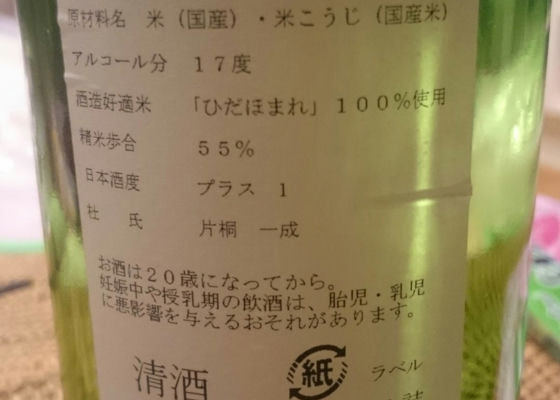 原材料名 米（国産）・米こうじ（国産米）
アルコール分 １７度
酒造好適米 「ひだほまれ」１００％使用
精米歩合 ５５％
日本酒度 プラス １
杜氏 片桐 一成
お酒は２０歳になってから。
妊娠中や授乳期の飲酒は、胎児・乳児
に悪影響を与えるおそれがあります。
清酒 紙 ラベル